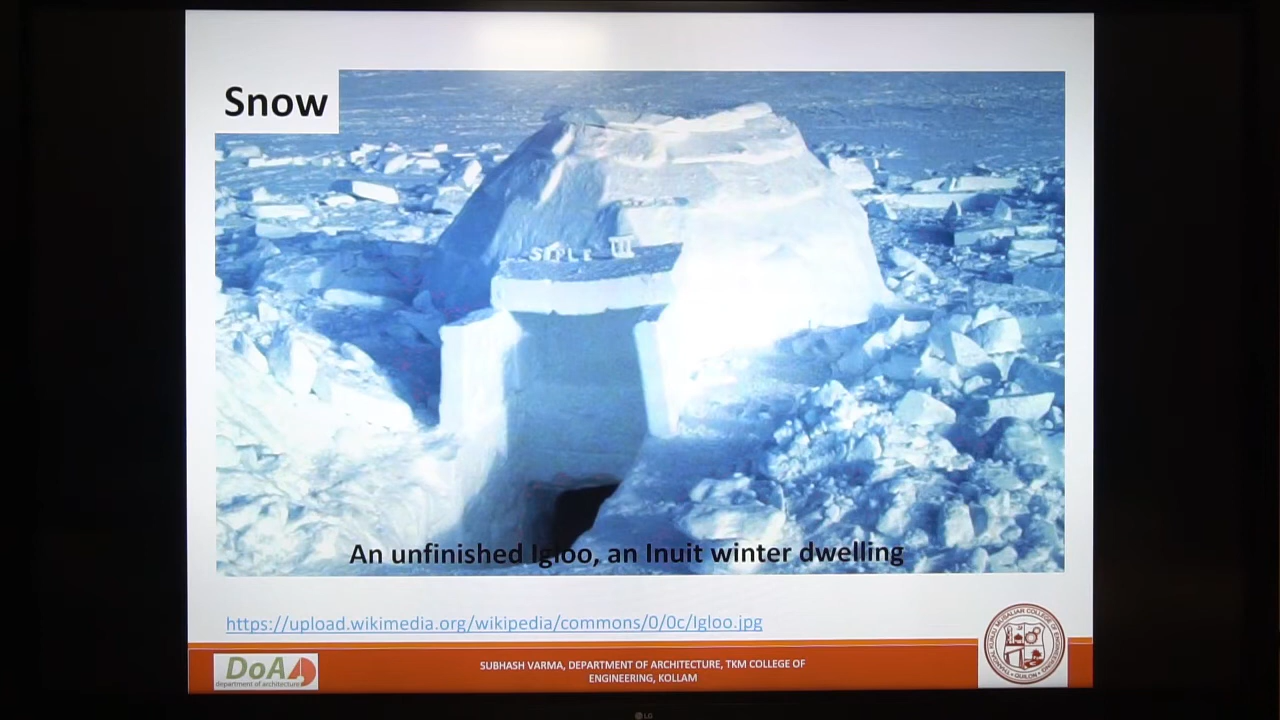 Snow
SIPLE III
An unfinished Igloo, an Inuit winter dwelling
https://upload.wikimedia.org/wikipedia/commons/0/0c/Igloo.jpg
DoA
department of architecture
SUBHASH VARMA, DEPARTMENT OF ARCHITECTURE, TKM COLLEGE OF
ENGINEERING, KOLLAM
LG